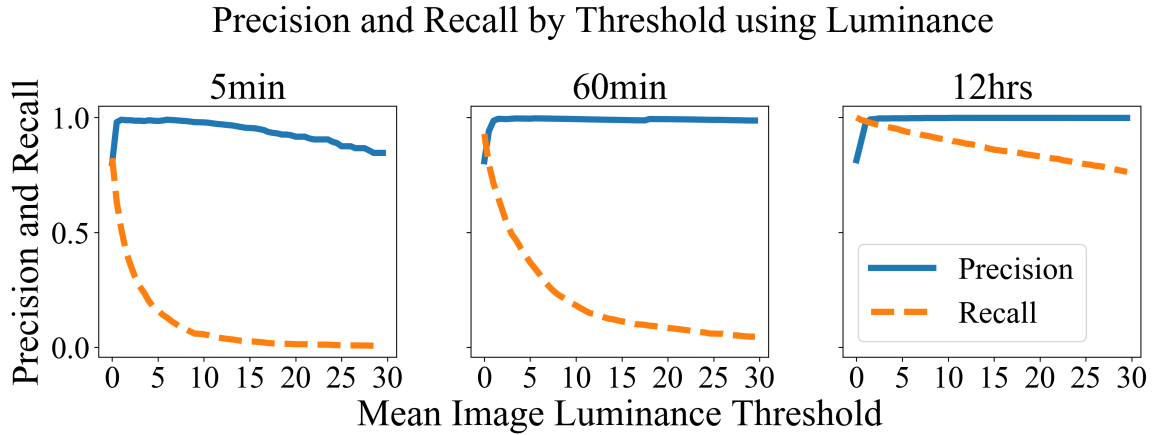 Precision and Recall by Threshold using Luminance
5min
60min
12hrs
Precision and Recall
1.0
0.5
0.0
0 5 10 15 20 25 30
0 5 10 15 20 25 30
0 5 10 15 20 25 30
Precision
Recall
Mean Image Luminance Threshold